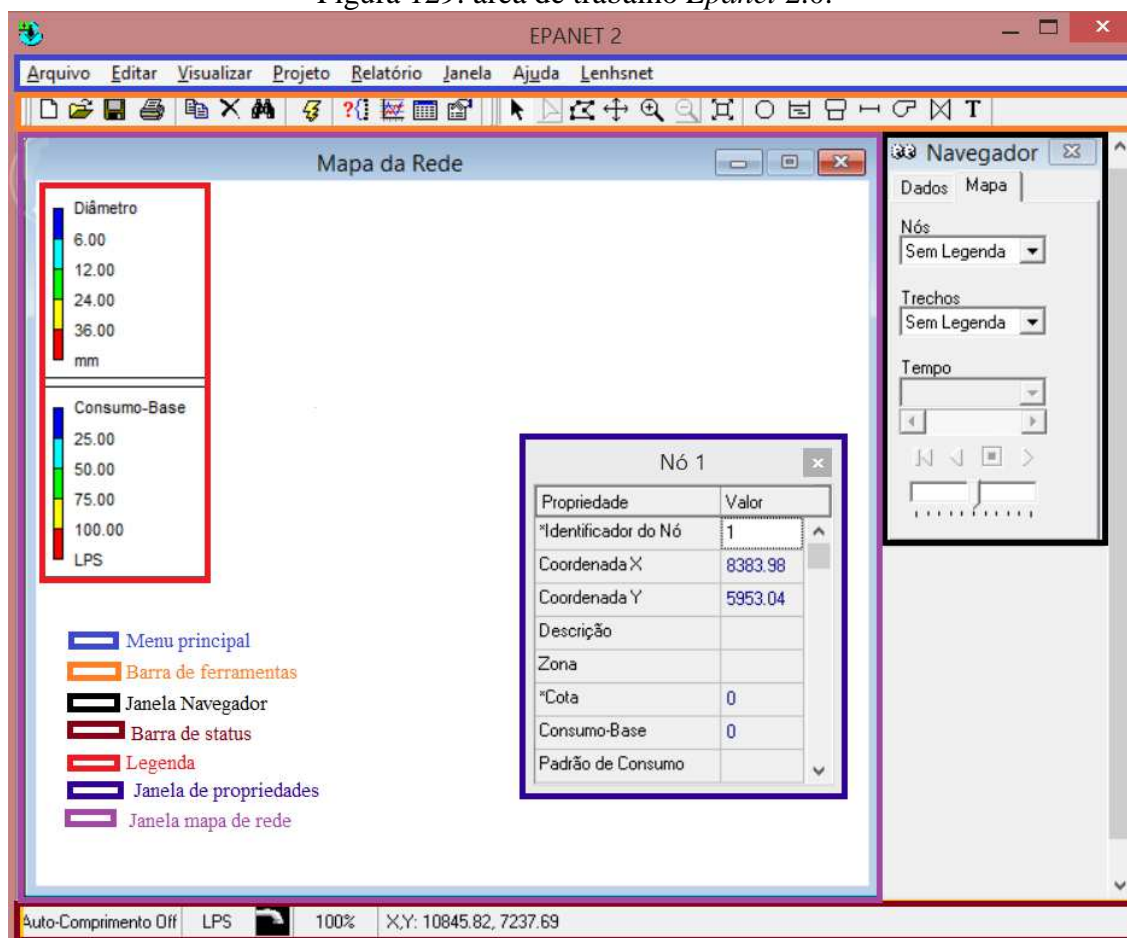 Figura 129: área de trabalho Epanet 2.0.
EPANET 2
Arquivo Editar Visualizar Projeto Relatório Janela Ajuda Lenhsnet
T
Mapa da Rede
Diâmetro
6.00
12.00
24.00
36.00
mm
Consumo-Base
25.00
50.00
75.00
100.00
LPS
Menu principal
Barra de ferramentas
Janela Navegador
Barra de status
Legenda
Janela de propriedades
Janela mapa de rede
Nó 1
Propriedade Valor
*Identificador do Nó 1
Coordenada X 8383.98
Coordenada Y 5953.04
Descrição
Zona
*Cota 0
Consumo-Base 0
Padrão de Consumo
Navegador
Dados Mapa
Nós
Sem Legenda
Trechos
Sem Legenda
Tempo
Auto-Comprimento Off LPS 100% X,Y: 10845.82, 7237.69